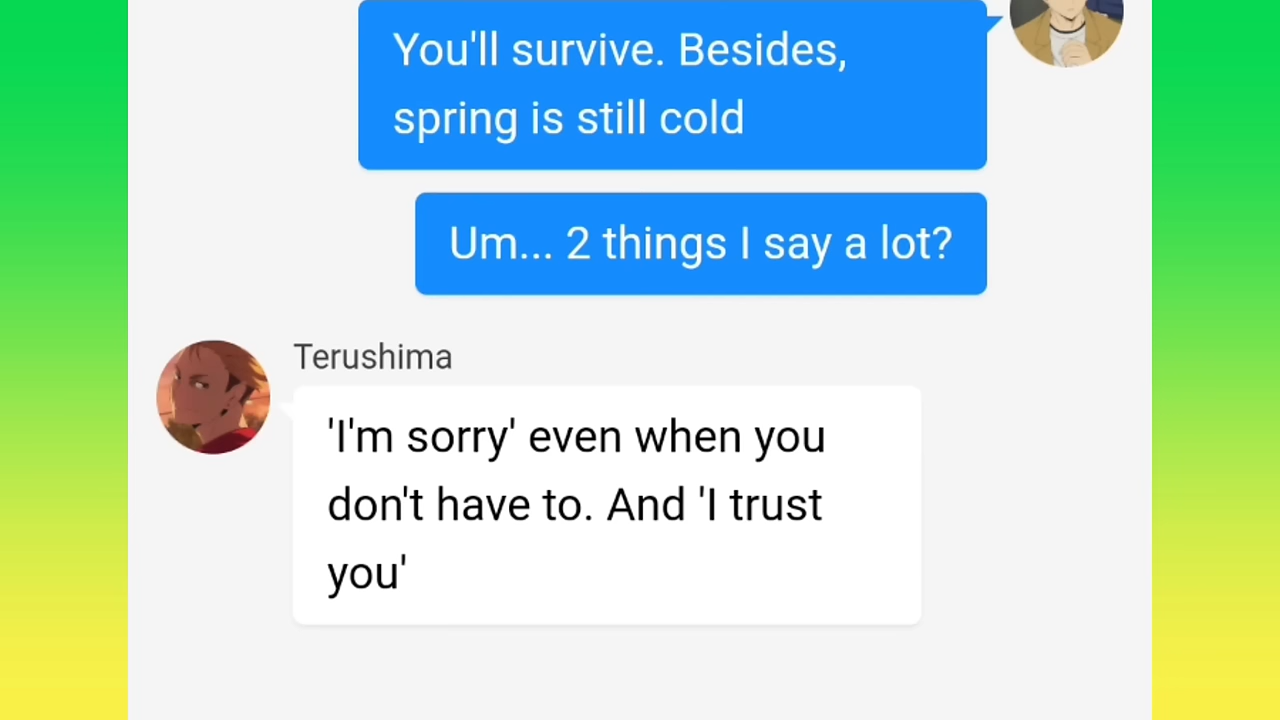 You'll survive. Besides,
spring is still cold
Um... 2 things I say a lot?
Terushima
'I'm sorry' even when you
don't have to. And 'I trust
you'